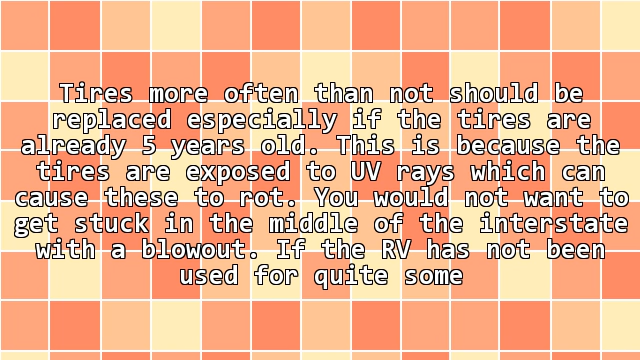 Tires more often than not should be
replaced especially if the tires are
already 5 years old. This is because the
tires are exposed to UV rays which can
cause these to rot. You would not want to
get stuck in the middle of the interstate
with a blowout. If the RV has not been
used for quite some